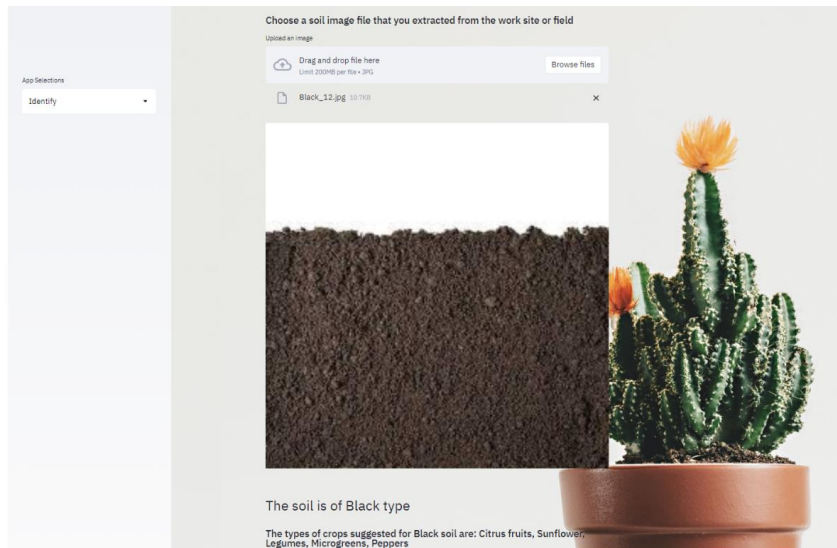 Choose a soil image file that you extracted from the work site or field
Upload an image
Drag and drop file here
Limit 200MB per file • JPG
Browse files
App Selections
Identify
Black_12.jpg 10.7KB
The soil is of Black type
The types of crops suggested for Black soil are: Citrus fruits, Sunflower,
Legumes, Microgreens, Peppers